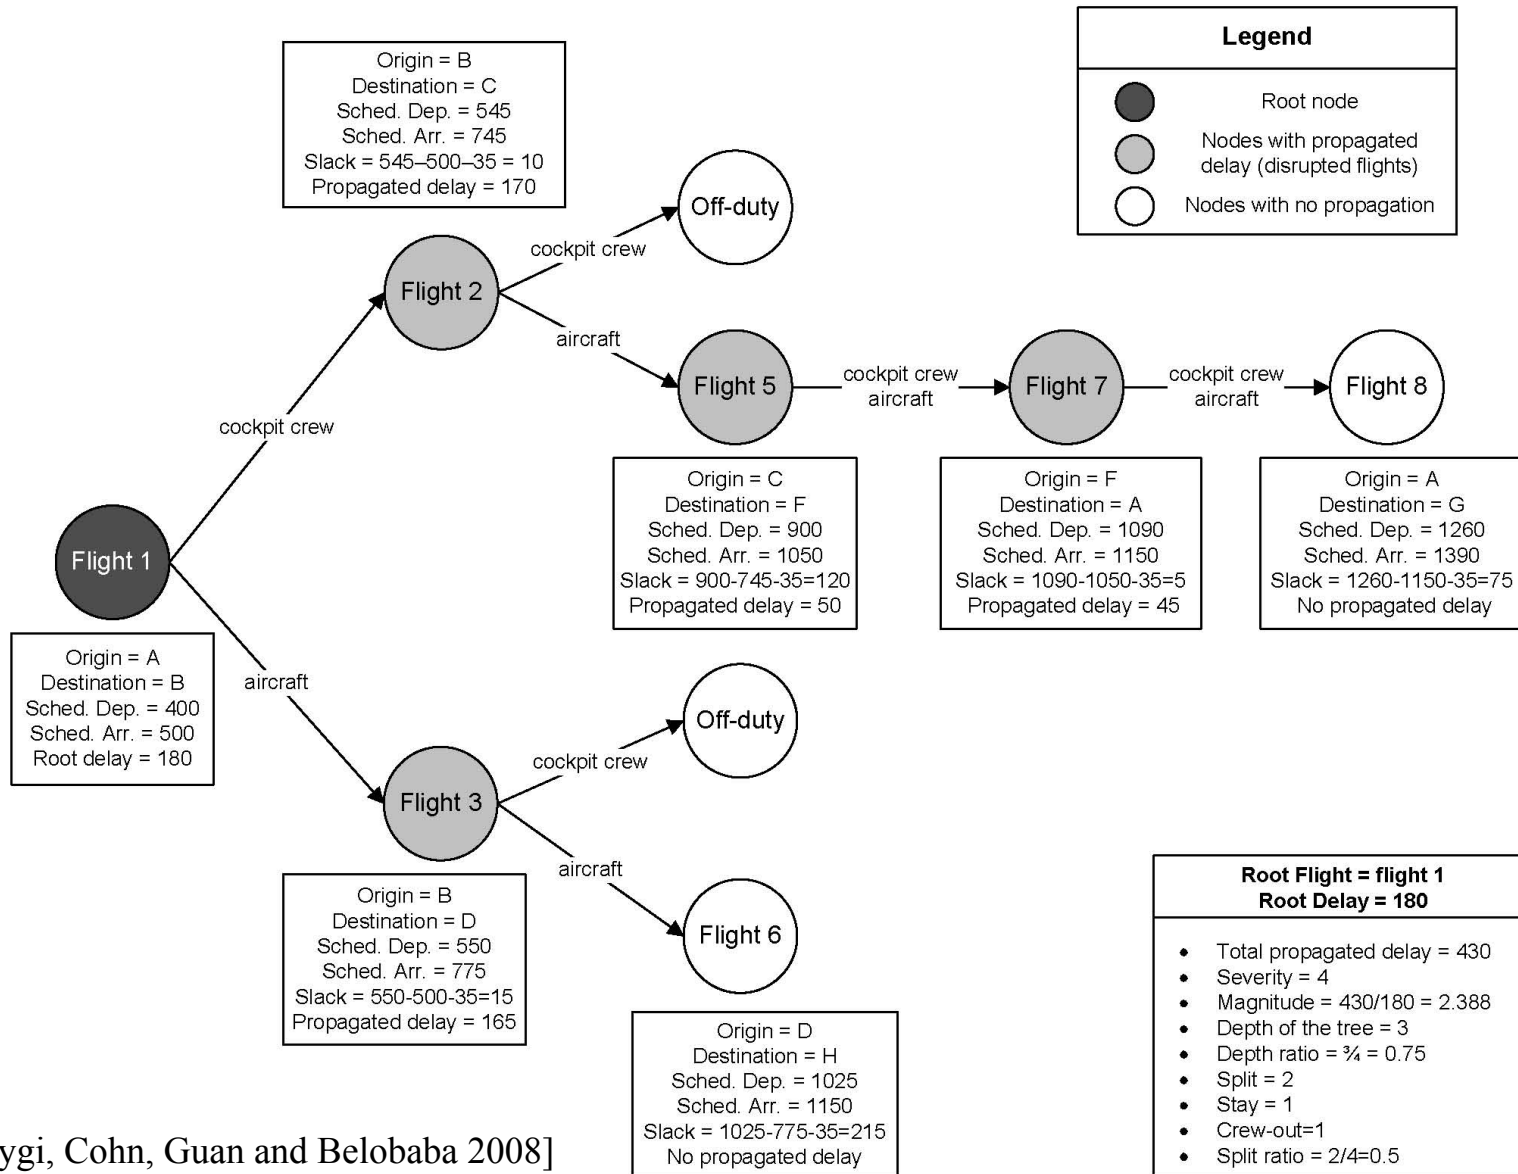 Legend
Root node
Nodes with propagated
delay (disrupted flights)
Nodes with no propagation
Origin = B
Destination = C
Sched. Dep. = 545
Sched. Arr. = 745
Slack = 545–500–35 = 10
Propagated delay = 170
Off-duty
cockpit crew
Flight 2
aircraft
Flight 5
cockpit crew
aircraft
Flight 7
cockpit crew
aircraft
Flight 8
cockpit crew
Origin = C
Destination = F
Sched. Dep. = 900
Sched. Arr. = 1050
Slack = 900-745-35=120
Propagated delay = 50
Origin = F
Destination = A
Sched. Dep. = 1090
Sched. Arr. = 1150
Slack = 1090-1050-35=5
Propagated delay = 45
Origin = A
Destination = G
Sched. Dep. = 1260
Sched. Arr. = 1390
Slack = 1260-1150-35=75
No propagated delay
Flight 1
Origin = A
Destination = B
Sched. Dep. = 400
Sched. Arr. = 500
Root delay = 180
aircraft
Off-duty
cockpit crew
Flight 3
aircraft
Flight 6
Origin = B
Destination = D
Sched. Dep. = 550
Sched. Arr. = 775
Slack = 550-500-35=15
Propagated delay = 165
Origin = D
Destination = H
Sched. Dep. = 1025
Sched. Arr. = 1150
Slack = 1025-775-35=215
No propagated delay
Root Flight = flight 1
Root Delay = 180
• Total propagated delay = 430
• Severity = 4
• Magnitude = 430/180 = 2.388
• Depth of the tree = 3
• Depth ratio = ¾ = 0.75
• Split = 2
• Stay = 1
• Crew-out=1
• Split ratio = 2/4=0.5
ygi, Cohn, Guan and Belobaba 2008]